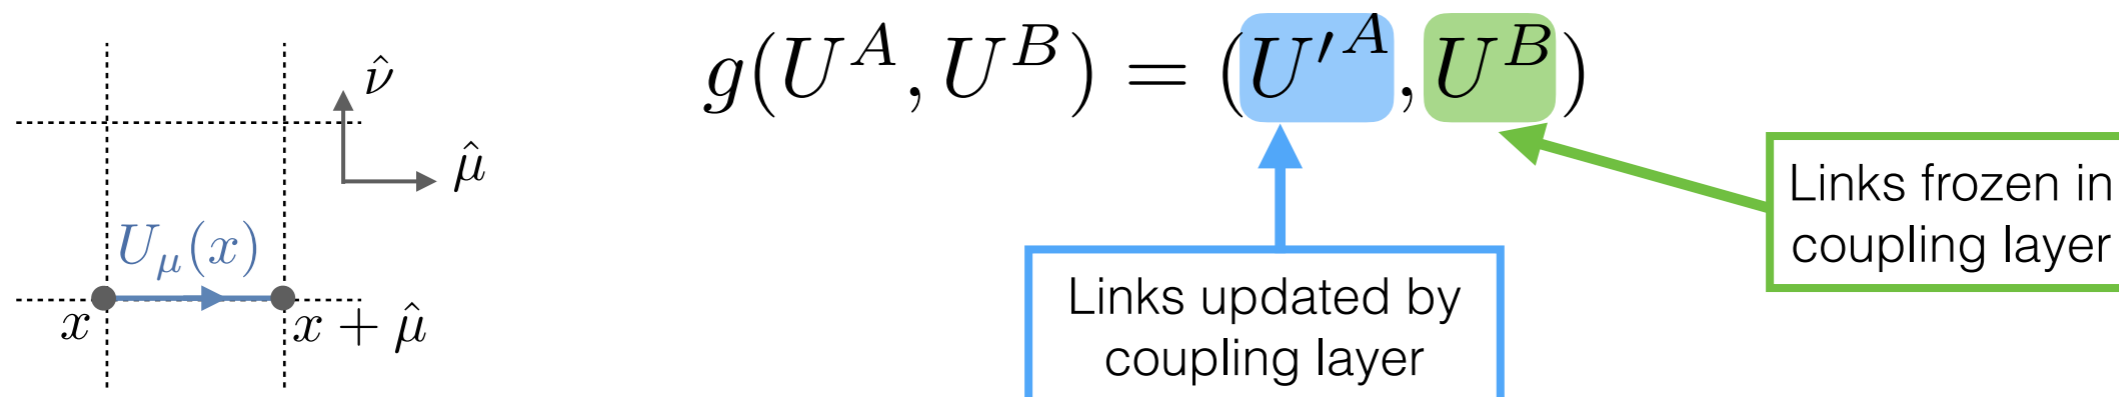 g(U^A, U^B) = (U'^A, U^B)
ν̂
μ̂
U_μ(x)
x
x + μ̂
Links frozen in
coupling layer
Links updated by
coupling layer